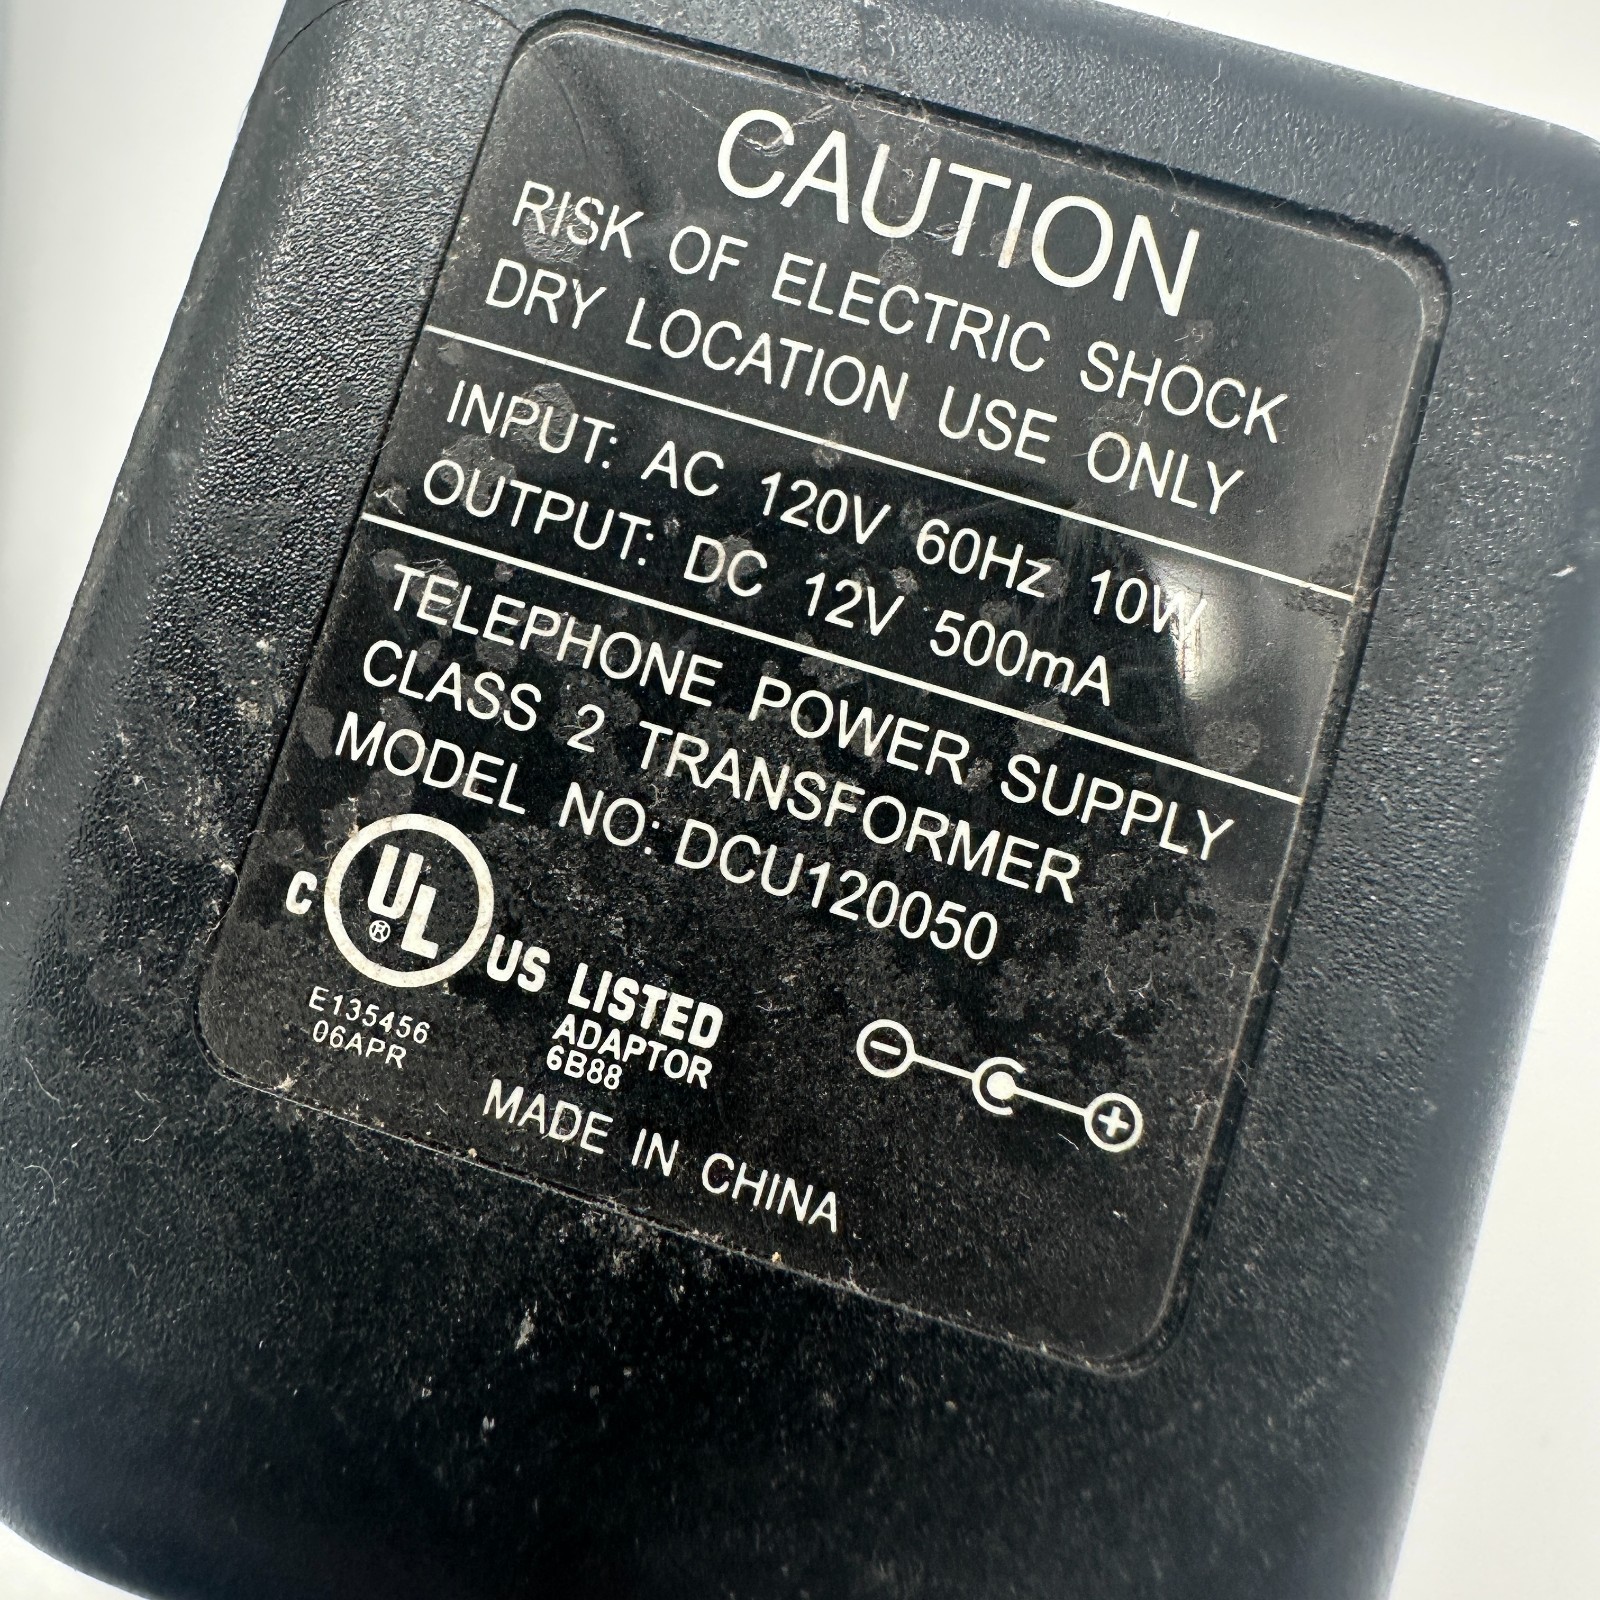 CAUTION
RISK OF ELECTRIC SHOCK
DRY LOCATION USE ONLY
INPUT: AC 120V 60Hz 10W
OUTPUT: DC 12V 500mA
TELEPHONE POWER SUPPLY
CLASS 2 TRANSFORMER
MODEL NO: DCU120050
C UL ® US LISTED
ADAPTOR
6B88
E135456
06APR
MADE IN CHINA